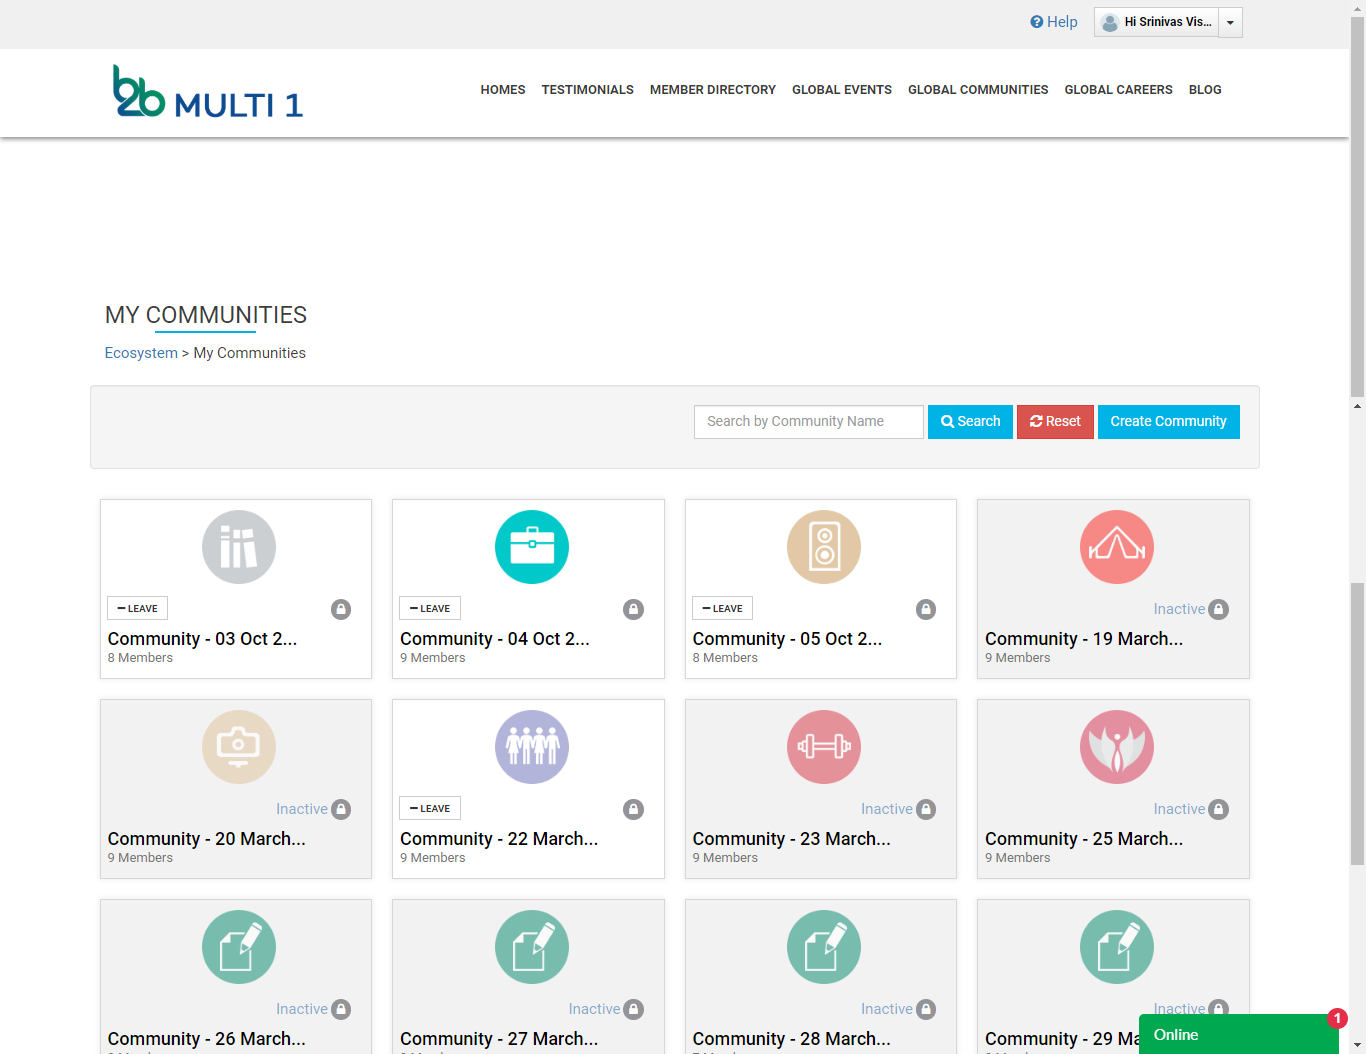 Help
Hi Srinivas Vis...
b2b MULTI 1
HOMES TESTIMONIALS MEMBER DIRECTORY GLOBAL EVENTS GLOBAL COMMUNITIES GLOBAL CAREERS BLOG
MY COMMUNITIES
Ecosystem > My Communities
Search by Community Name Search Reset Create Community
LEAVE
Community - 03 Oct 2...
8 Members
LEAVE
Community - 04 Oct 2...
9 Members
LEAVE
Community - 05 Oct 2...
8 Members
Inactive
Community - 19 March...
9 Members
Inactive
Community - 20 March...
9 Members
LEAVE
Community - 22 March...
9 Members
Inactive
Community - 23 March...
9 Members
Inactive
Community - 25 March...
9 Members
Inactive
Community - 26 March...
Inactive
Community - 27 March...
Inactive
Community - 28 March...
Inactive
Community - 29 Ma
Online
1